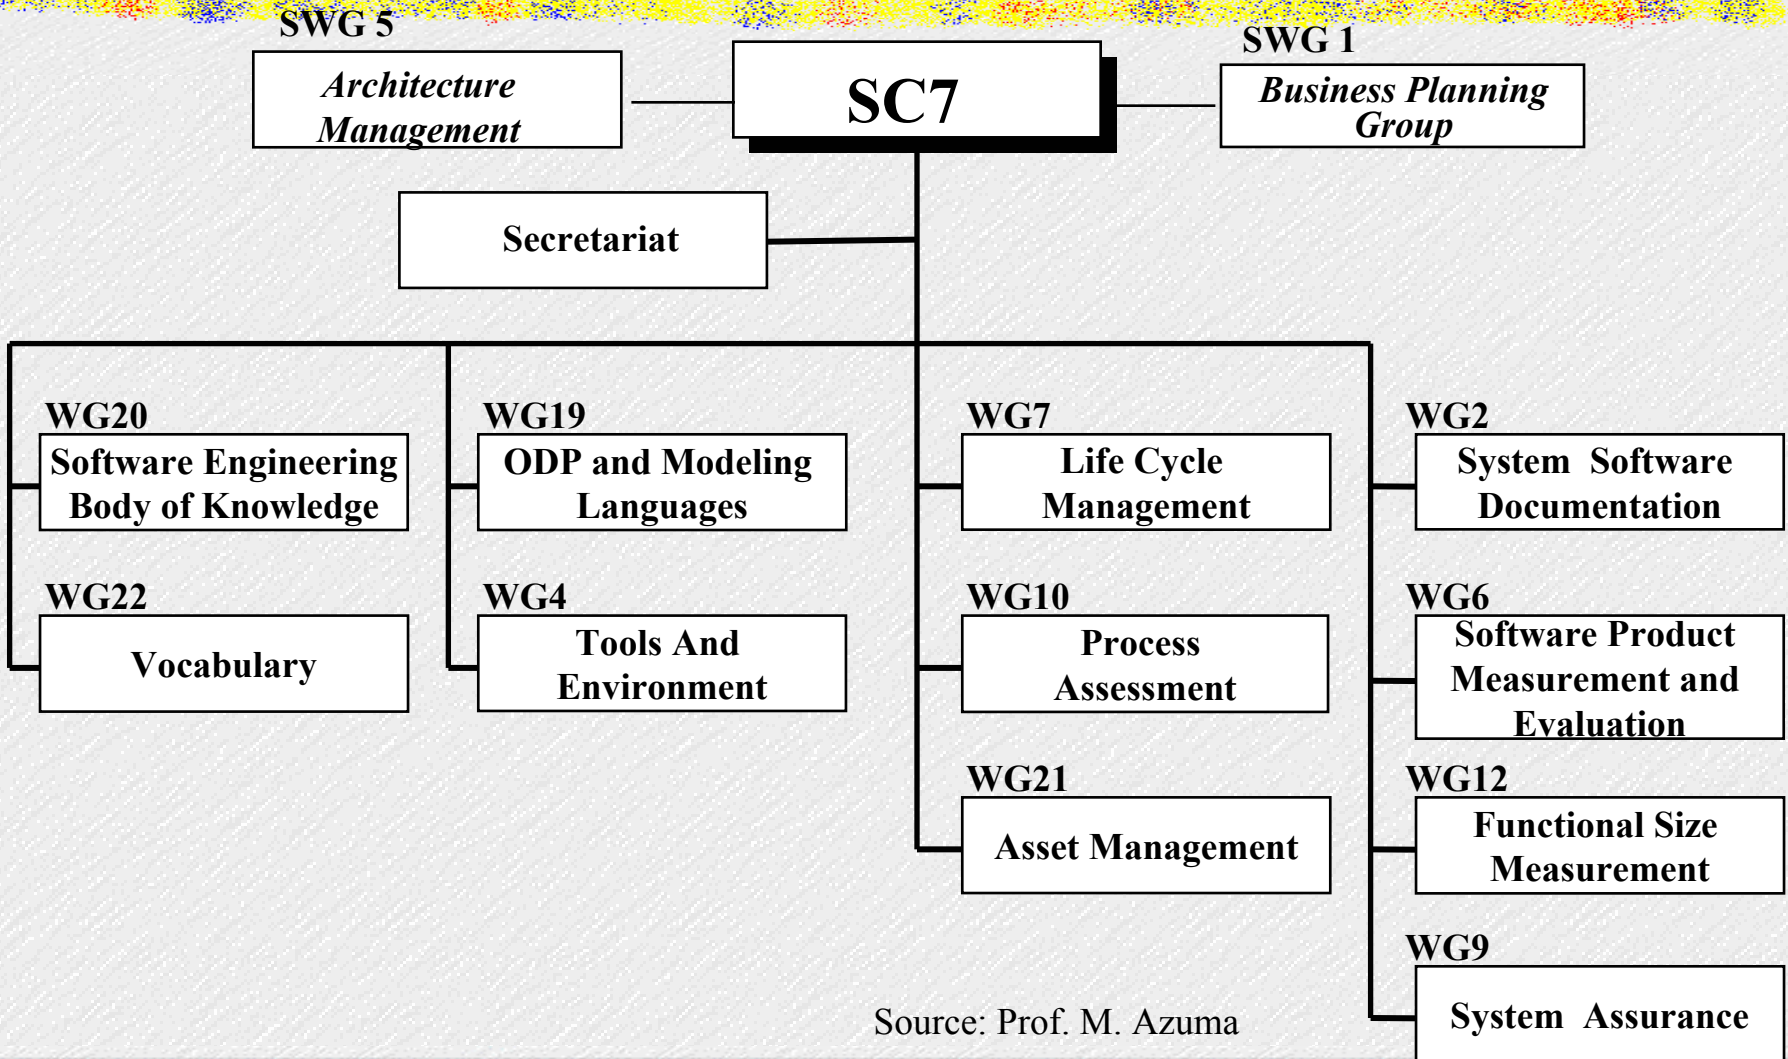 SWG 5
Architecture
Management
SC7
SWG 1
Business Planning
Group
Secretariat
WG20
Software Engineering
Body of Knowledge
WG22
Vocabulary
WG19
ODP and Modeling
Languages
WG4
Tools And
Environment
WG7
Life Cycle
Management
WG10
Process
Assessment
WG21
Asset Management
WG2
System Software
Documentation
WG6
Software Product
Measurement and
Evaluation
WG12
Functional Size
Measurement
WG9
System Assurance
Source: Prof. M. Azuma